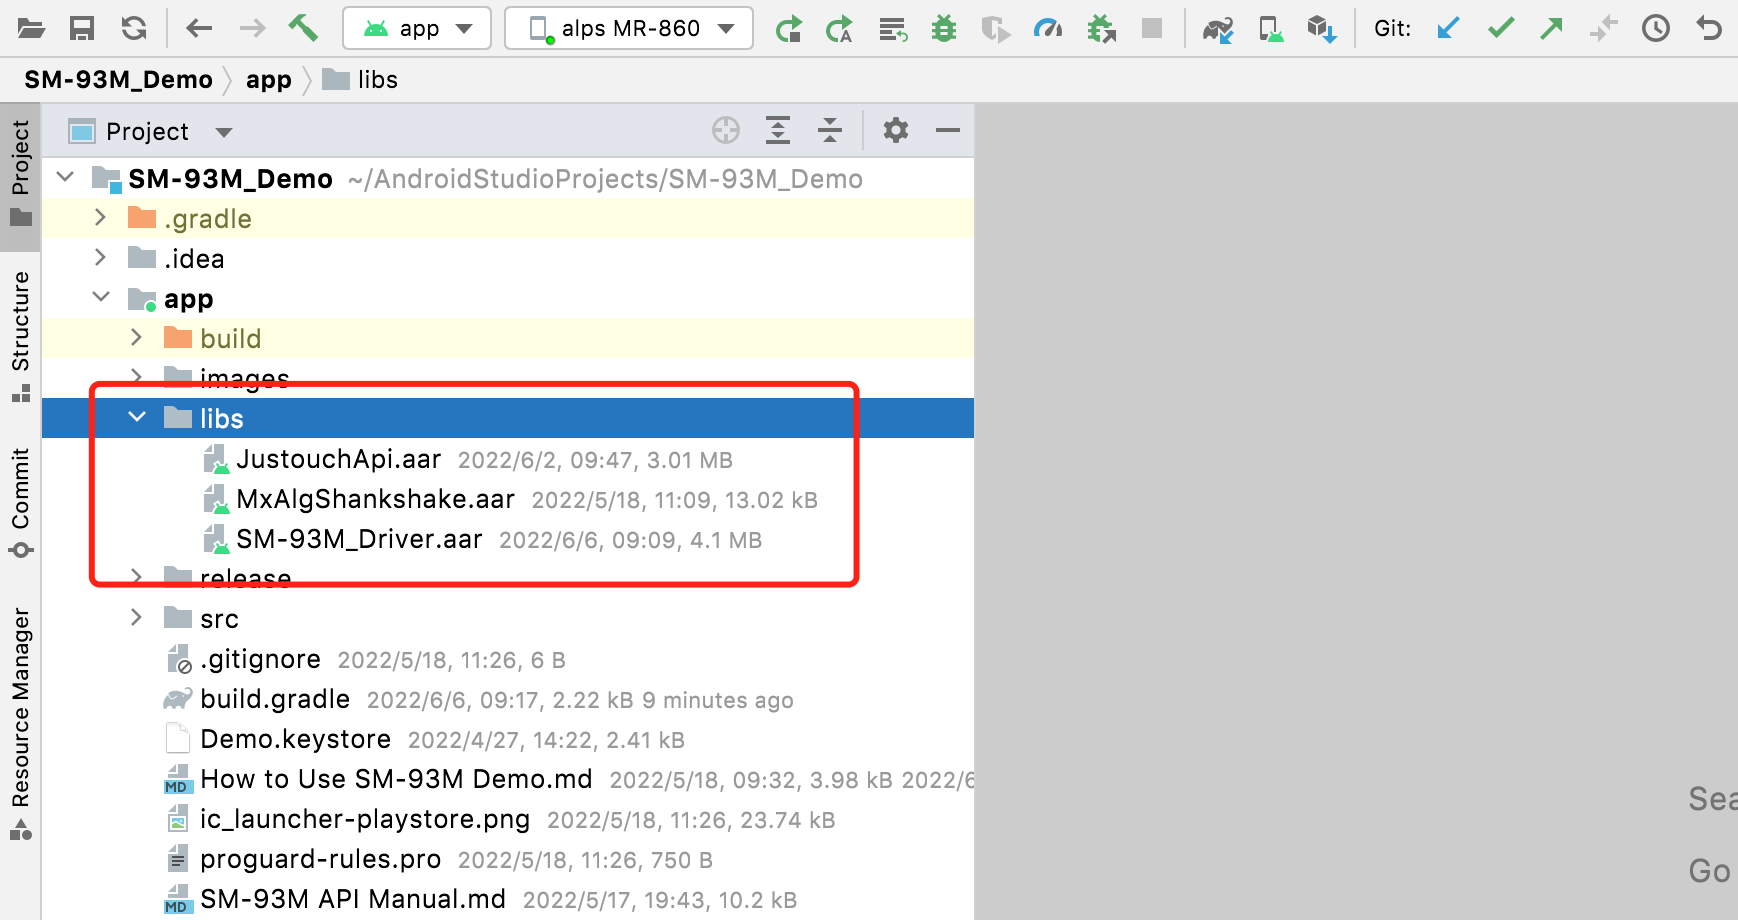 app
alps MR-860
Git:
SM-93M_Demo
app
libs
Project
Project
SM-93M_Demo ~/AndroidStudioProjects/SM-93M_Demo
.gradle
.idea
app
build
images
libs
JustouchApi.aar 2022/6/2, 09:47, 3.01 MB
MxAlgShankshake.aar 2022/5/18, 11:09, 13.02 kB
SM-93M_Driver.aar 2022/6/6, 09:09, 4.1 MB
release
src
.gitignore 2022/5/18, 11:26, 6 B
build.gradle 2022/6/6, 09:17, 2.22 kB 9 minutes ago
Demo.keystore 2022/4/27, 14:22, 2.41 kB
MD How to Use SM-93M Demo.md 2022/5/18, 09:32, 3.98 kB 2022/6
ic_launcher-playstore.png 2022/5/18, 11:26, 23.74 kB
proguard-rules.pro 2022/5/18, 11:26, 750 B
MD SM-93M API Manual.md 2022/5/17, 19:43, 10.2 kB
Structure
Commit
Resource Manager
Sea
Go